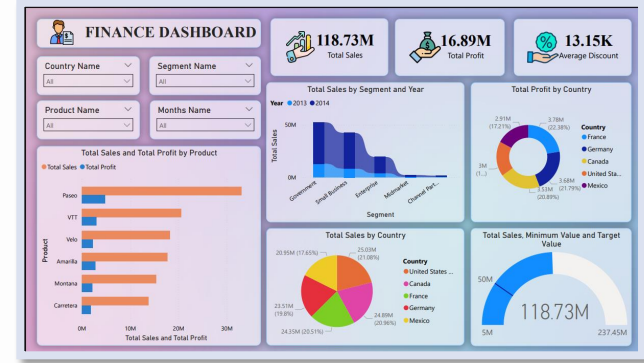 FINANCE DASHBOARD
118.73M
Total Sales
16.89M
Total Profit
13.15K
Average Discount
Country Name
All
Segment Name
All
Product Name
All
Months Name
All
Total Sales and Total Profit by Product
Total Sales Total Profit
Product
Paseo
VTT
Velo
Amarilla
Montana
Carretera
0M 10M 20M 30M
Total Sales and Total Profit
Total Sales by Segment and Year
Year 2013 2014
Total Sales
50M
0M
Government
Small Business
Enterprise
Midmarket
Channel Part...
Segment
Total Profit by Country
2.91M
(17.21%)
3.78M
(22.38%)
3M
(1...)
3.68M
(21.79%)
3.53M
(20.89%)
Country
France
Germany
Canada
United Sta...
Mexico
Total Sales by Country
20.95M (17.65%)
25.03M
(21.08%)
23.51M
(19.8%)
24.89M
(20.96%)
24.35M (20.51%)
Country
United States ...
Canada
France
Germany
Mexico
Total Sales, Minimum Value and Target
Value
50M
118.73M
5M
237.45M